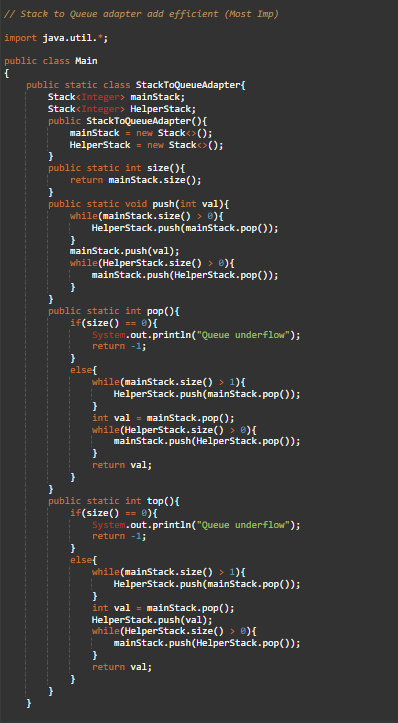 // Stack to Queue adapter add efficient (Most Imp)
import java.util.*;
public class Main
{
public static class StackToQueueAdapter{
Stack<Integer> mainStack;
Stack<Integer> HelperStack;
public StackToQueueAdapter(){
mainStack = new Stack<>();
HelperStack = new Stack<>();
}
public static int size(){
return mainStack.size();
}
public static void push(int val){
while(mainStack.size() > 0){
HelperStack.push(mainStack.pop());
}
mainStack.push(val);
while(HelperStack.size() > 0){
mainStack.push(HelperStack.pop());
}
}
public static int pop(){
if(size() == 0){
System.out.println("Queue underflow");
return -1;
}
else{
while(mainStack.size() > 1){
HelperStack.push(mainStack.pop());
}
int val = mainStack.pop();
while(HelperStack.size() > 0){
mainStack.push(HelperStack.pop());
}
return val;
}
}
public static int top(){
if(size() == 0){
System.out.println("Queue underflow");
return -1;
}
else{
while(mainStack.size() > 1){
HelperStack.push(mainStack.pop());
}
int val = mainStack.pop();
HelperStack.push(val);
while(HelperStack.size() > 0){
mainStack.push(HelperStack.pop());
}
return val;
}
}
}